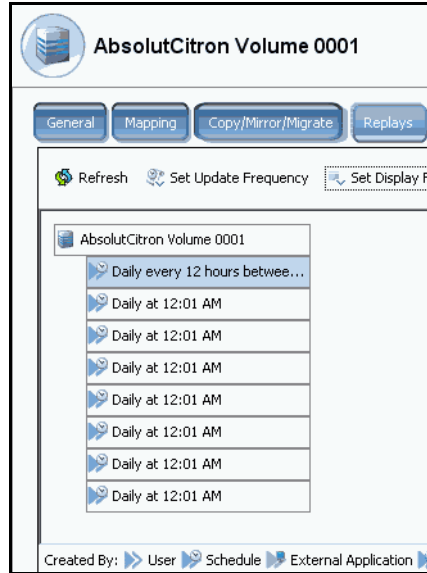 AbsolutCitron Volume 0001
General Mapping Copy/Mirror/Migrate Replays
Refresh Set Update Frequency Set Display F
AbsolutCitron Volume 0001
Daily every 12 hours betwee...
Daily at 12:01 AM
Daily at 12:01 AM
Daily at 12:01 AM
Daily at 12:01 AM
Daily at 12:01 AM
Daily at 12:01 AM
Daily at 12:01 AM
Created By: User Schedule External Application